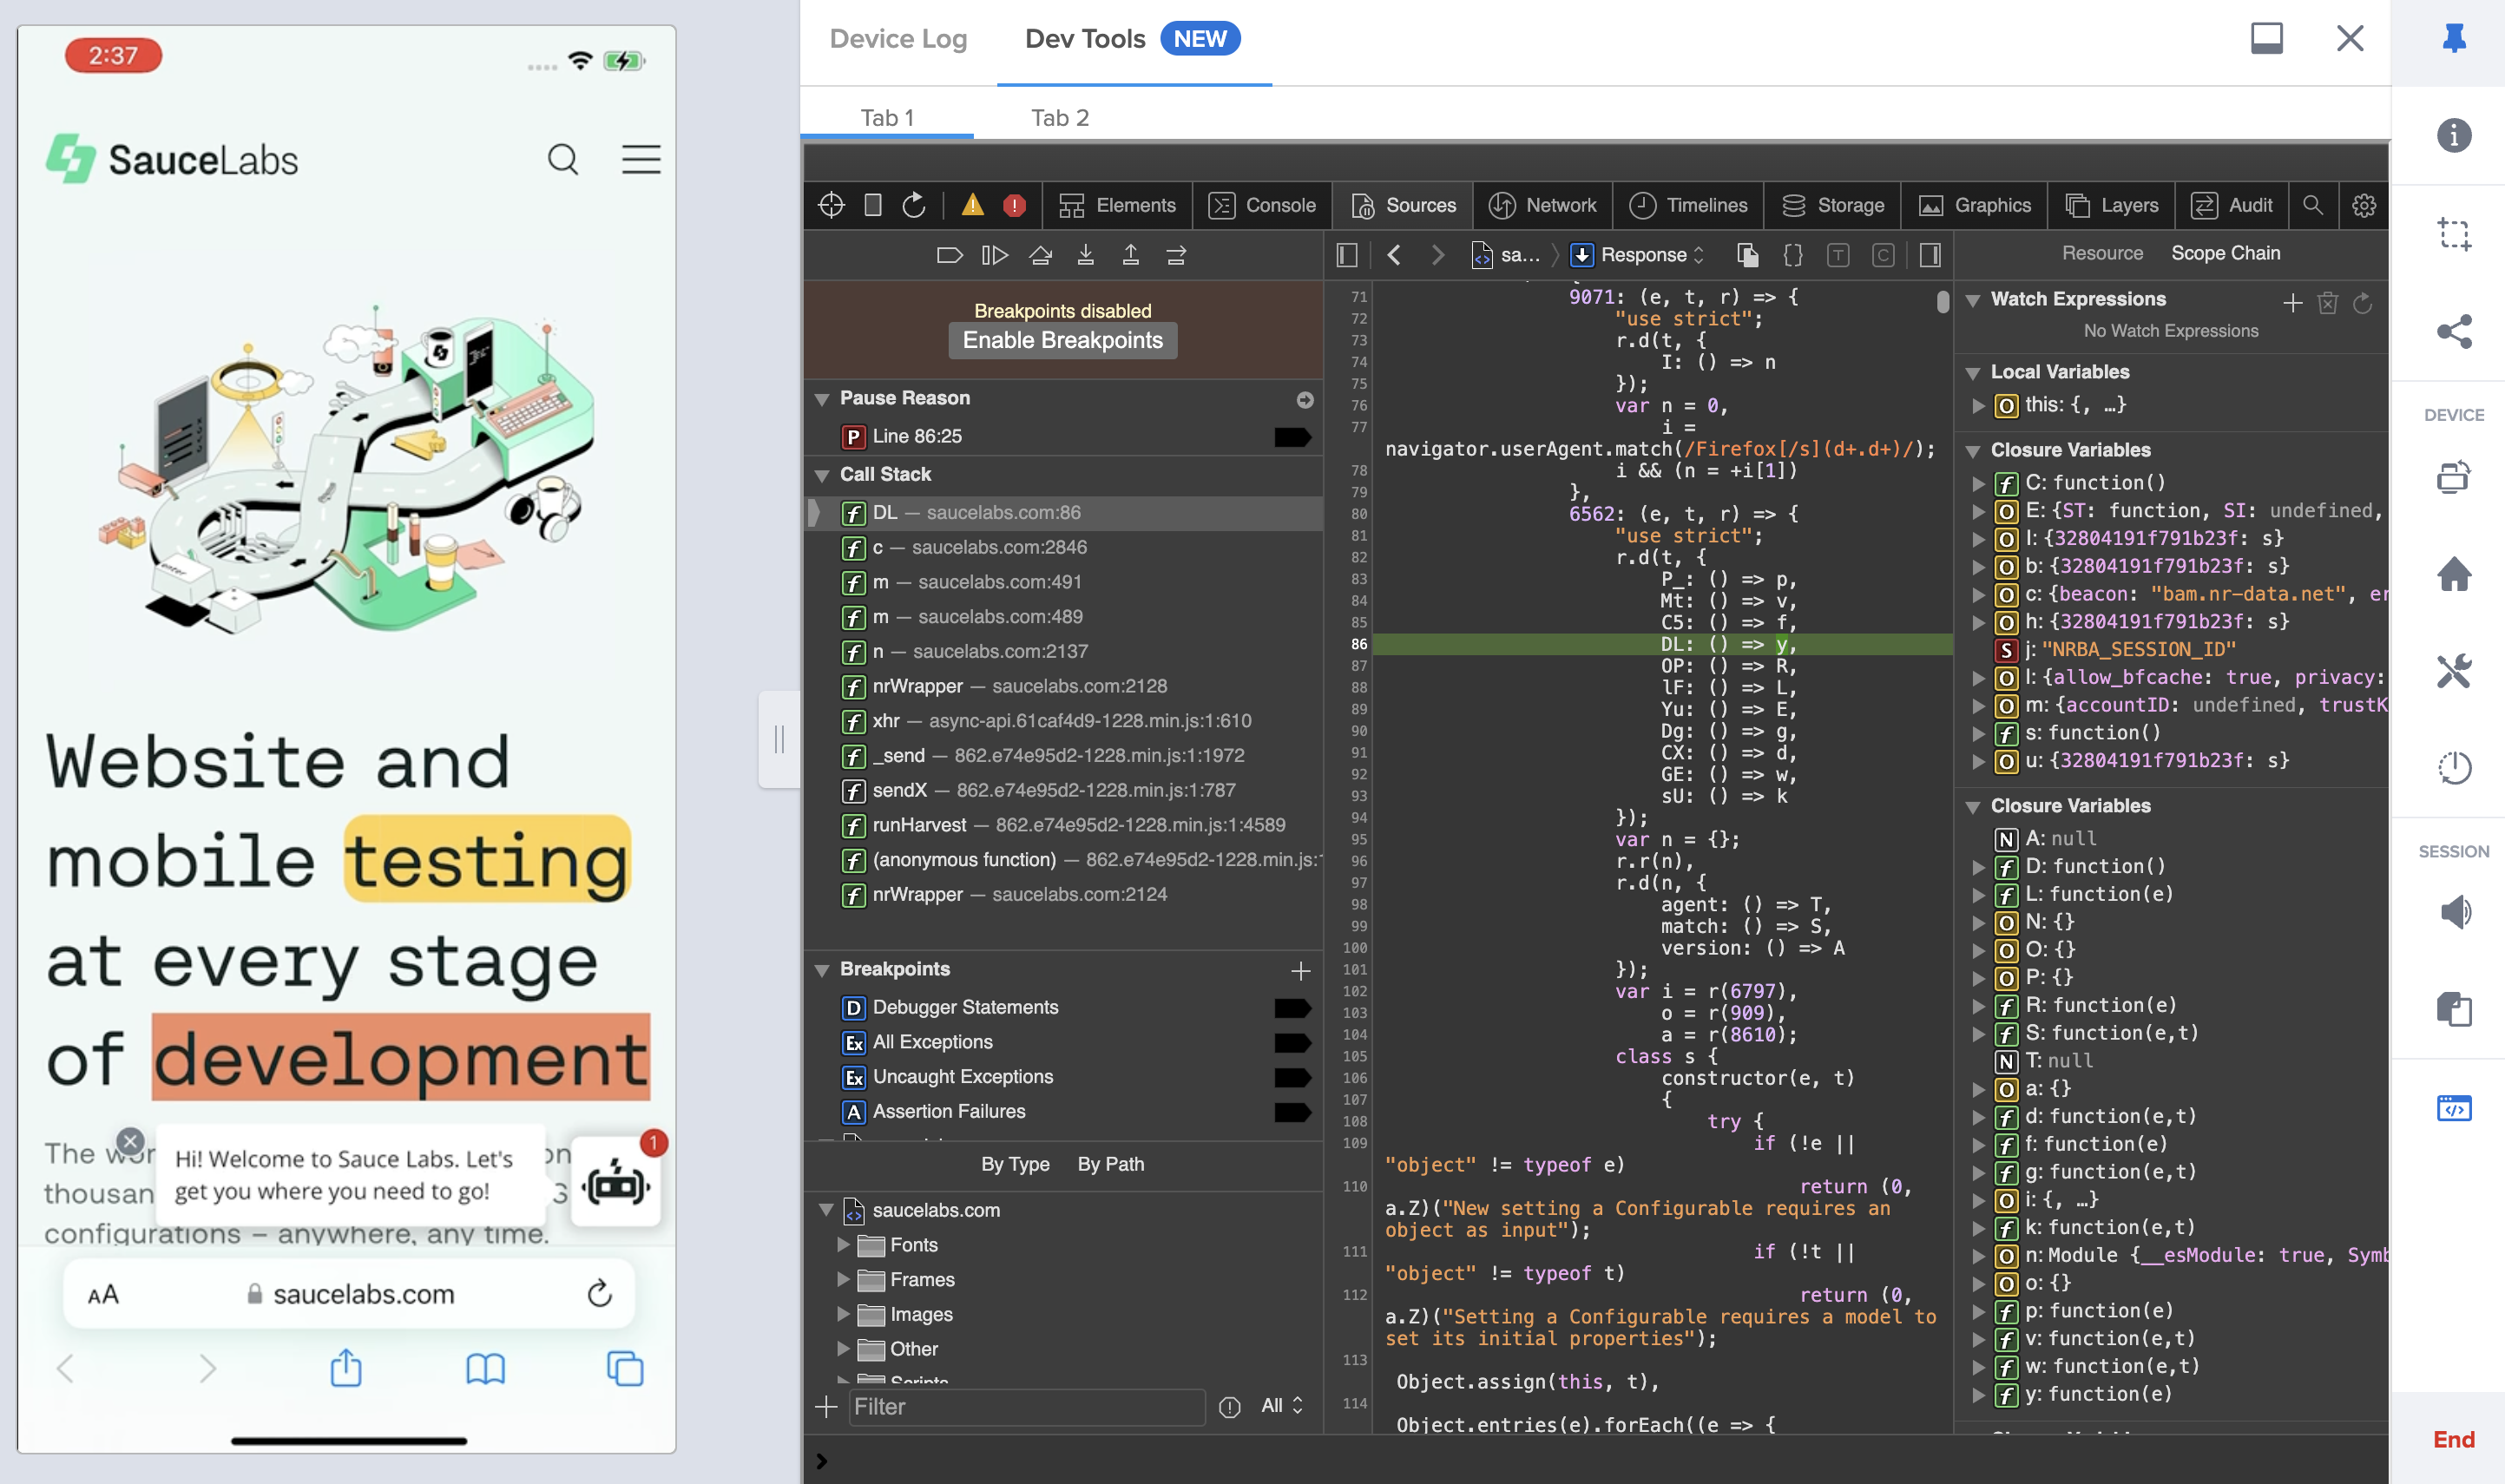 2:37
SauceLabs
enter
Website and
mobile testing
at every stage
of development
The wor
Hi! Welcome to Sauce Labs. Let's
get you where you need to go!
thousan
configurations – anywhere, any time.
1
AA saucelabs.com
Device Log
Dev Tools NEW
Tab 1
Tab 2
Elements
Console
Sources
Network
Timelines
Storage
Graphics
Layers
Audit
Breakpoints disabled
Enable Breakpoints
Pause Reason
P Line 86:25
Call Stack
f DL — saucelabs.com:86
f c — saucelabs.com:2846
f m — saucelabs.com:491
f m — saucelabs.com:489
f n — saucelabs.com:2137
f nrWrapper — saucelabs.com:2128
f xhr — async-api.61caf4d9-1228.min.js:1:610
f _send — 862.e74e95d2-1228.min.js:1:1972
f sendX — 862.e74e95d2-1228.min.js:1:787
f runHarvest — 862.e74e95d2-1228.min.js:1:4589
f (anonymous function) — 862.e74e95d2-1228.min.js:
f nrWrapper — saucelabs.com:2124
Breakpoints
D Debugger Statements
Ex All Exceptions
Ex Uncaught Exceptions
A Assertion Failures
By Type By Path
saucelabs.com
Fonts
Frames
Images
Other
Scripts
Filter
All
sa... Response T C
71 9071: (e, t, r) => {
72 "use strict";
73 r.d(t, {
74 I: () => n
75 });
76 var n = 0,
77 i =
navigator.userAgent.match(/Firefox[/s](d+.d+)/);
78 i && (n = +i[1])
79 },
80 6562: (e, t, r) => {
81 "use strict";
82 r.d(t, {
83 P_: () => p,
84 Mt: () => v,
85 C5: () => f,
86 DL: () => y,
87 OP: () => R,
88 lF: () => L,
89 Yu: () => E,
90 Dg: () => g,
91 CX: () => d,
92 GE: () => w,
93 sU: () => k
94 });
95 var n = {};
96 r.r(n),
97 r.d(n, {
98 agent: () => T,
99 match: () => S,
100 version: () => A
101 });
102 var i = r(6797),
103 o = r(909),
104 a = r(8610);
105 class s {
106 constructor(e, t)
107 {
108 try {
109 if (!e ||
"object" != typeof e)
110 return (0,
a.Z)("New setting a Configurable requires an
object as input");
111 if (!t ||
"object" != typeof t)
112 return (0,
a.Z)("Setting a Configurable requires a model to
set its initial properties");
113
Object.assign(this, t),
114
Object.entries(e).forEach((e => {
Resource Scope Chain
Watch Expressions
No Watch Expressions
Local Variables
O this: {, …}
Closure Variables
f C: function()
O E: {ST: function, SI: undefined,
O I: {32804191f791b23f: s}
O b: {32804191f791b23f: s}
O c: {beacon: "bam.nr-data.net", er
O h: {32804191f791b23f: s}
S j: "NRBA_SESSION_ID"
O l: {allow_bfcache: true, privacy:
O m: {accountID: undefined, trustK
f s: function()
O u: {32804191f791b23f: s}
Closure Variables
N A: null
f D: function()
f L: function(e)
O N: {}
O O: {}
O P: {}
f R: function(e)
f S: function(e,t)
N T: null
O a: {}
f d: function(e,t)
f f: function(e)
f g: function(e,t)
O i: {, …}
f k: function(e,t)
O n: Module {__esModule: true, Symb
O o: {}
f p: function(e)
f v: function(e,t)
f w: function(e,t)
f y: function(e)
DEVICE
SESSION
End